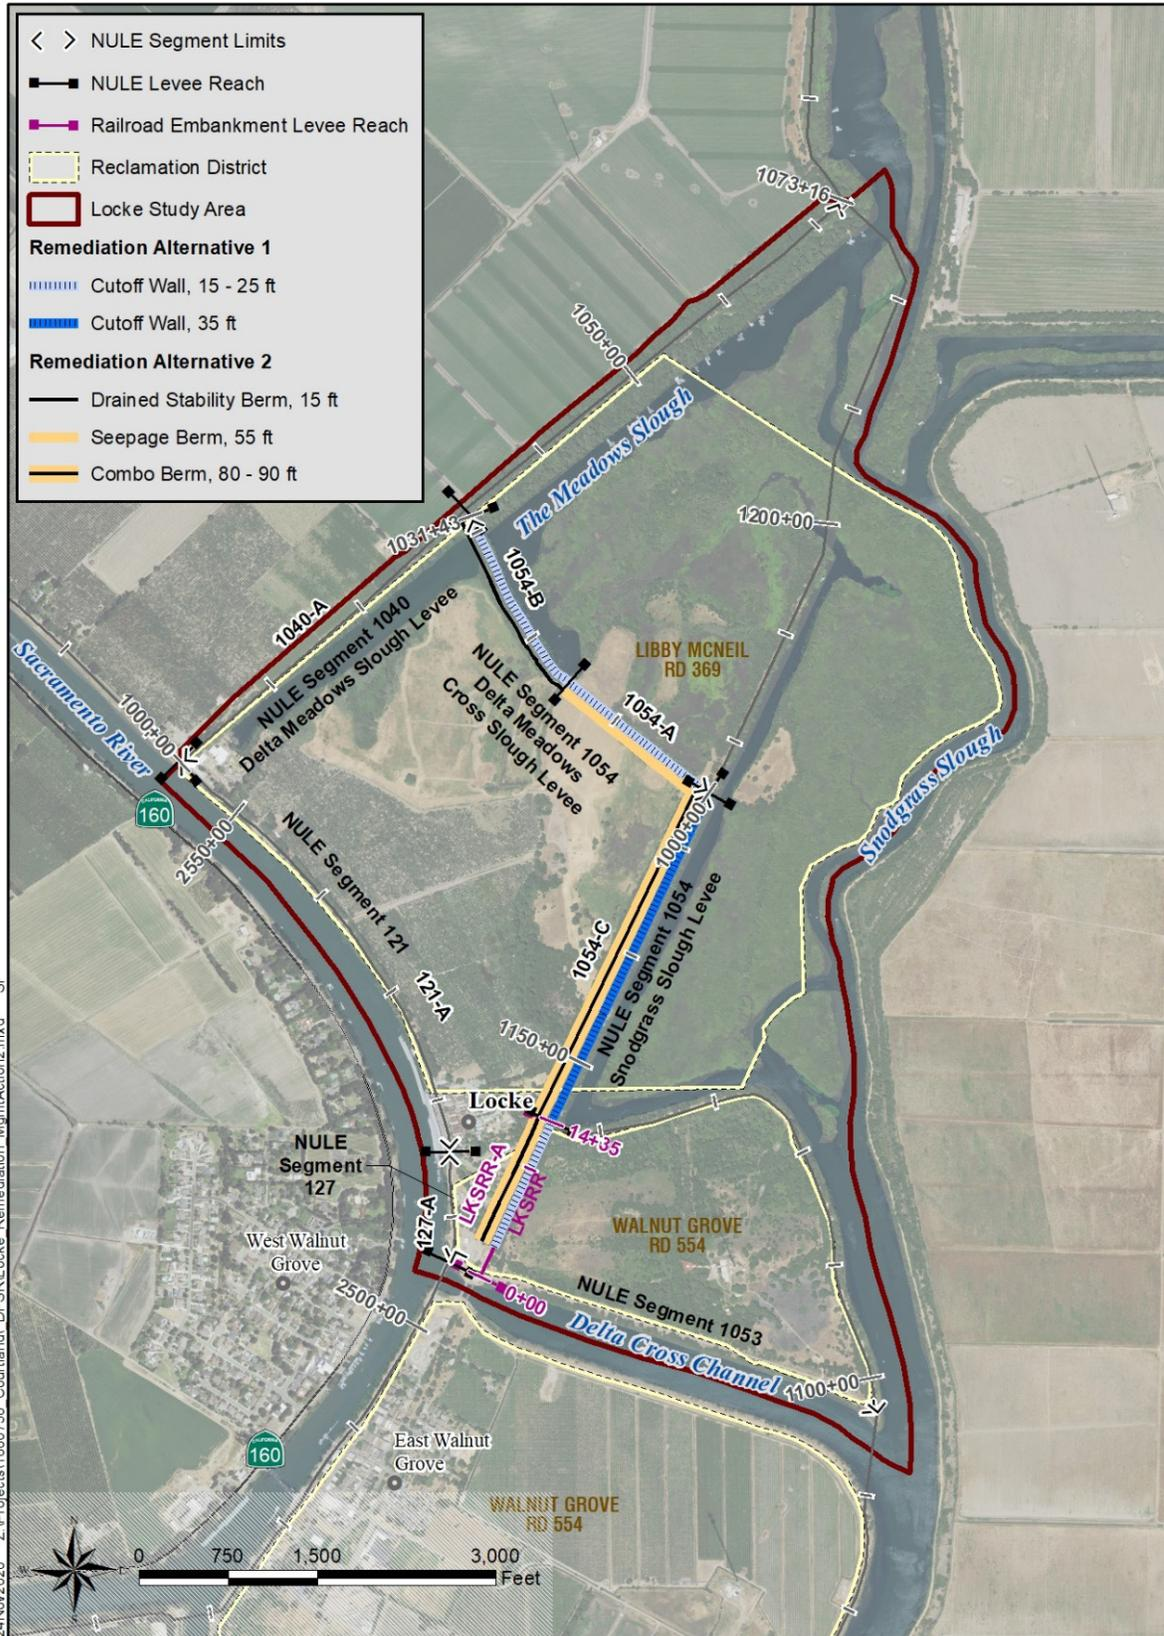 NULE Segment Limits
NULE Levee Reach
Railroad Embankment Levee Reach
Reclamation District
Locke Study Area
Remediation Alternative 1
Cutoff Wall, 15 - 25 ft
Cutoff Wall, 35 ft
Remediation Alternative 2
Drained Stability Berm, 15 ft
Seepage Berm, 55 ft
Combo Berm, 80 - 90 ft
1073+16
1050+00
The Meadows Slough
1200+00
1031+43
1054-B
1040-A
NULE Segment 1040
Delta Meadows Slough Levee
LIBBY MCNEIL
RD 369
NULE Segment 1054
Delta Meadows
Cross Slough Levee
1054-A
Sacramento River
1000+00
CALIFORNIA
160
2550+00
Snodgrass Slough
1000+00
NULE Segment 121
121-A
1054-C
NULE Segment 1054
Snodgrass Slough Levee
1150+00
Locke
14+35
NULE
Segment
127
LKSRR-A
LKSRR
127-A
WALNUT GROVE
RD 554
West Walnut
Grove
0+00
NULE Segment 1053
2500+00
Delta Cross Channel
1100+00
CALIFORNIA
160
East Walnut
Grove
WALNUT GROVE
RD 554
N
W
E
S
0
750
1,500
3,000
Feet